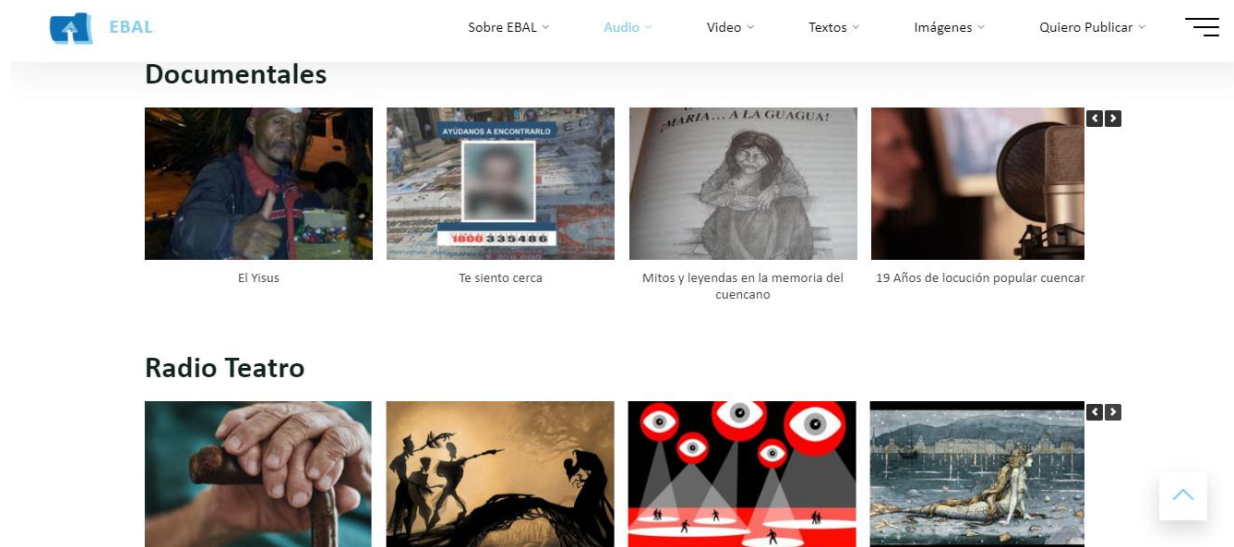 EBAL
Sobre EBAL
Audio
Video
Textos
Imágenes
Quiero Publicar
Documentales
AYÚDANOS A ENCONTRARLO
1800 335486
¡MARIA... A LA GUAGUA!
El Yisus
Te siento cerca
Mitos y leyendas en la memoria del
cuencano
19 Años de locución popular cuencar
Radio Teatro